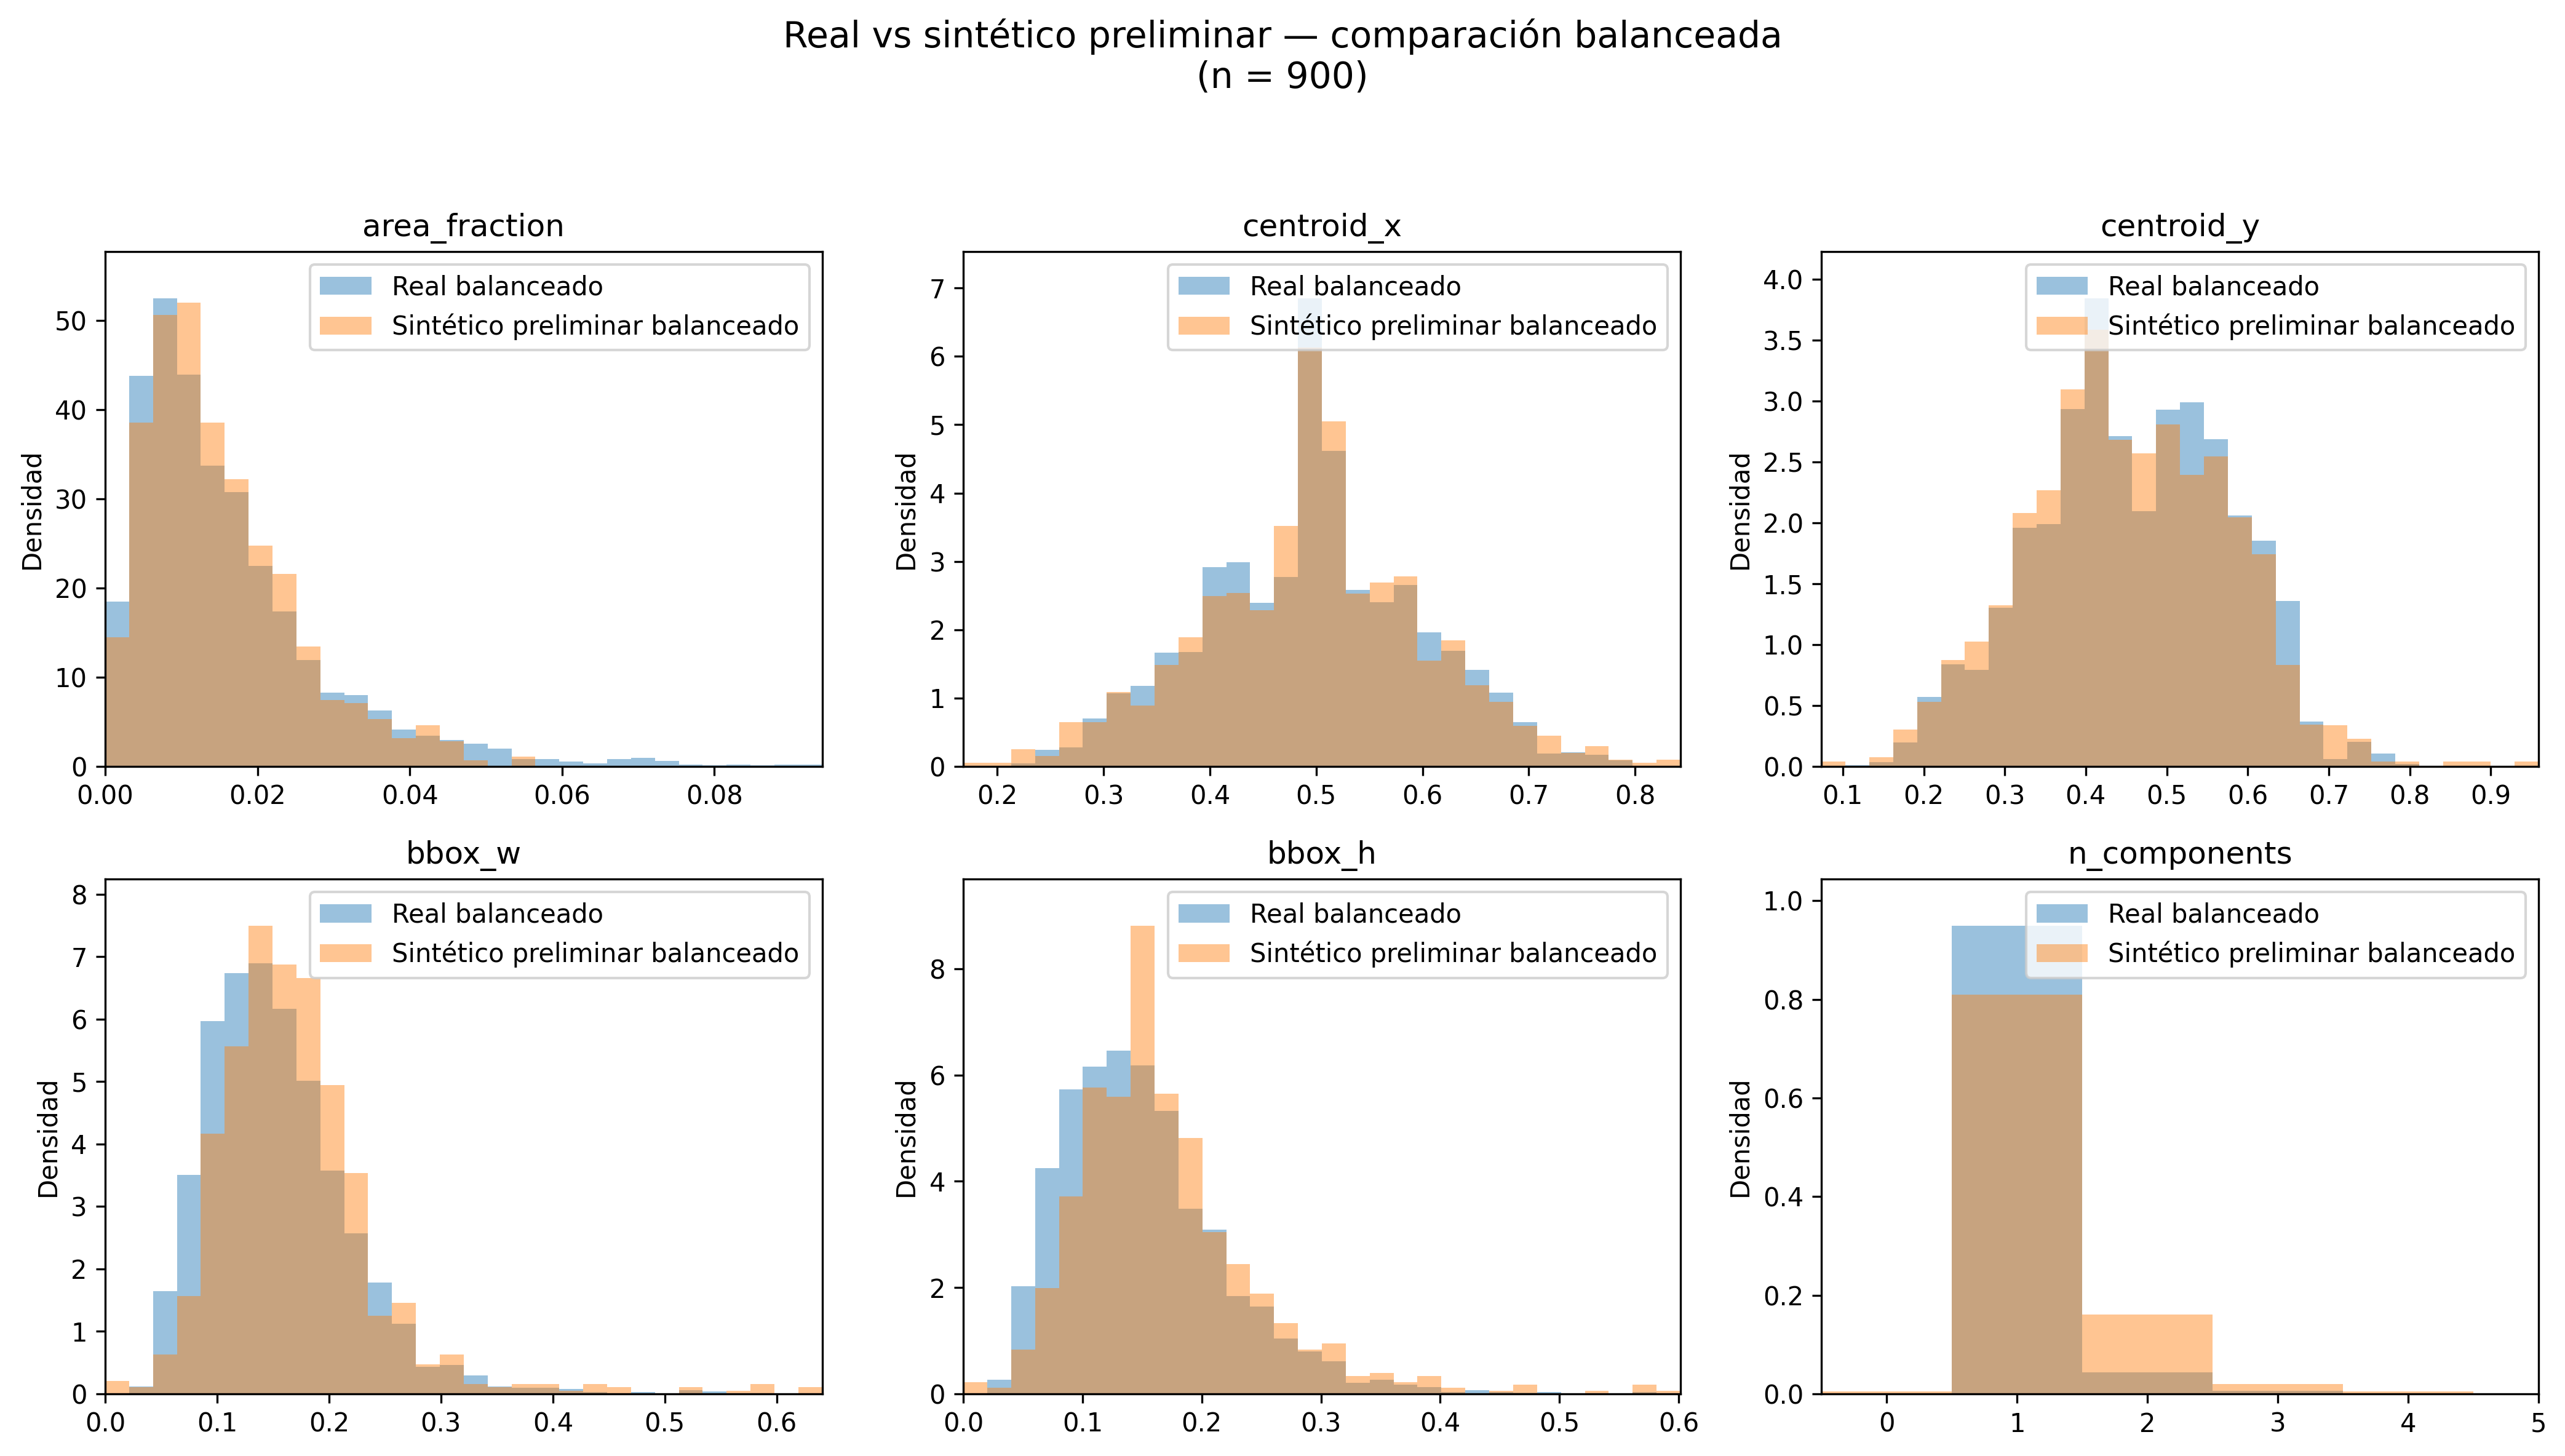 Real vs sintético preliminar — comparación balanceada
(n = 900)
area_fraction
Densidad
50
40
30
20
10
0
0.00 0.02 0.04 0.06 0.08
Real balanceado
Sintético preliminar balanceado
centroid_x
Densidad
7
6
5
4
3
2
1
0
0.2 0.3 0.4 0.5 0.6 0.7 0.8
Real balanceado
Sintético preliminar balanceado
centroid_y
Densidad
4.0
3.5
3.0
2.5
2.0
1.5
1.0
0.5
0.0
0.1 0.2 0.3 0.4 0.5 0.6 0.7 0.8 0.9
Real balanceado
Sintético preliminar balanceado
bbox_w
Densidad
8
7
6
5
4
3
2
1
0
0.0 0.1 0.2 0.3 0.4 0.5 0.6
Real balanceado
Sintético preliminar balanceado
bbox_h
Densidad
8
6
4
2
0
0.0 0.1 0.2 0.3 0.4 0.5 0.6
Real balanceado
Sintético preliminar balanceado
n_components
Densidad
1.0
0.8
0.6
0.4
0.2
0.0
0 1 2 3 4 5
Real balanceado
Sintético preliminar balanceado